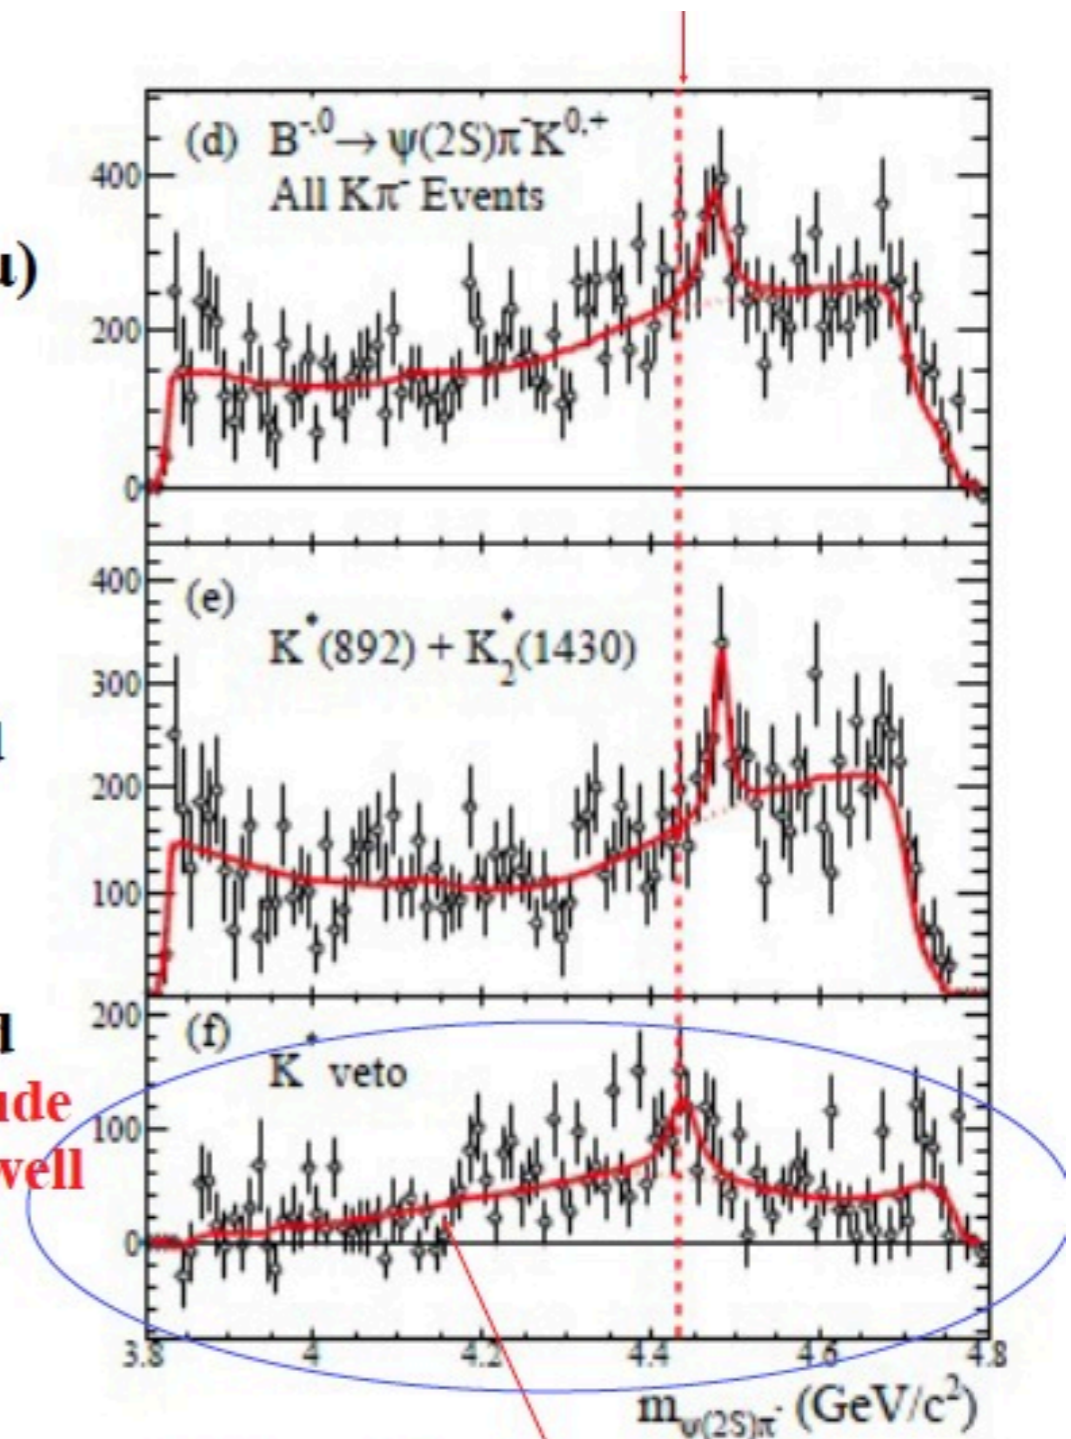 (d) B⁻·⁰→ ψ(2S)π⁻K⁰·⁺
All Kπ⁻ Events
400
200
0
(e)
K*(892) + K₂*(1430)
400
300
200
100
(f)
K* veto
200
100
0
3.8 4 4.2 4.4 4.6 4.8
m_ψ(2S)π⁻ (GeV/c²)